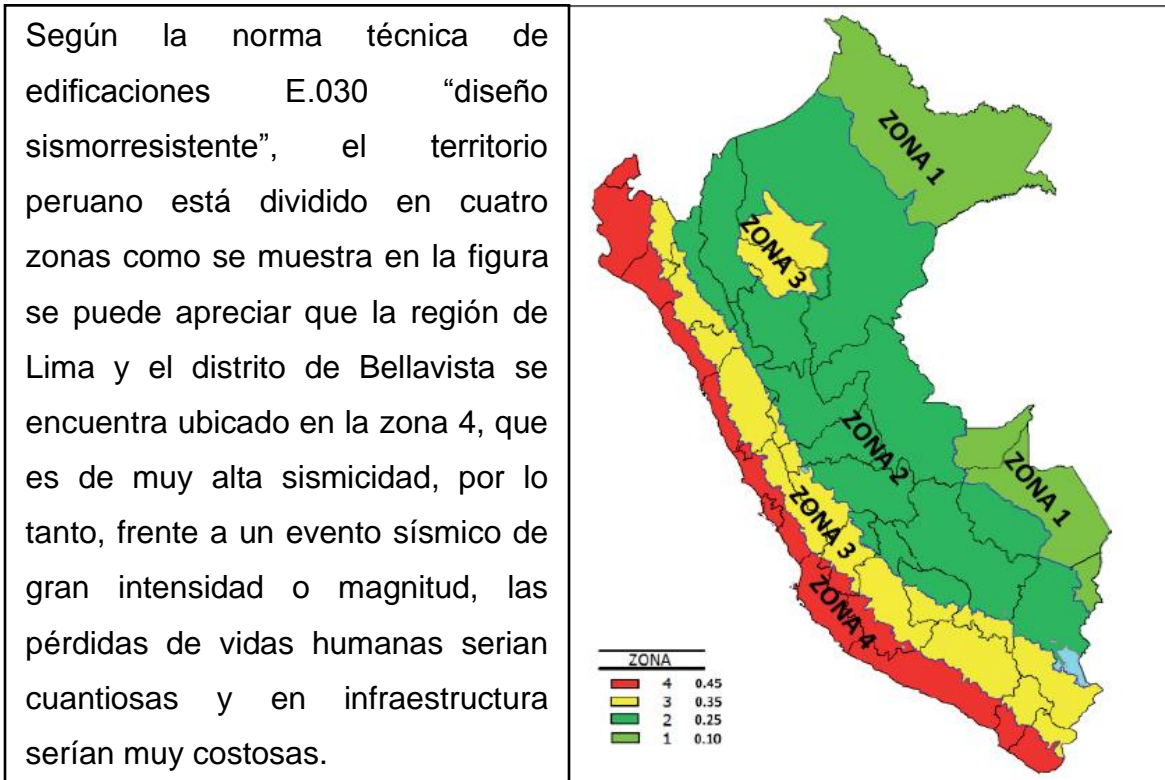 Según la norma técnica de
edificaciones E.030 “diseño
sismorresistente”, el territorio
peruano está dividido en cuatro
zonas como se muestra en la figura
se puede apreciar que la región de
Lima y el distrito de Bellavista se
encuentra ubicado en la zona 4, que
es de muy alta sismicidad, por lo
tanto, frente a un evento sísmico de
gran intensidad o magnitud, las
pérdidas de vidas humanas serian
cuantiosas y en infraestructura
serían muy costosas.
ZONA 1
ZONA 3
ZONA 2
ZONA 1
ZONA 3
ZONA 4
ZONA
4 0.45
3 0.35
2 0.25
1 0.10